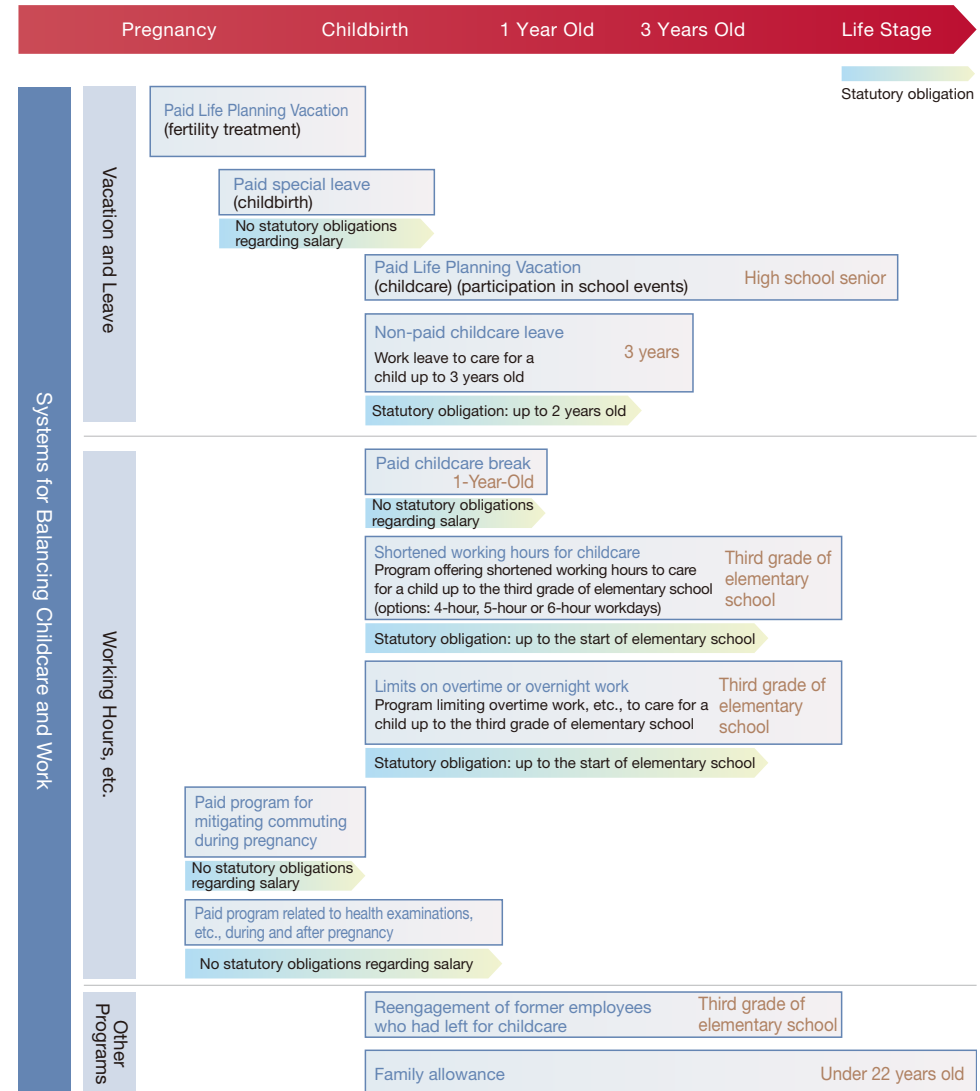 Pregnancy
Childbirth
1 Year Old
3 Years Old
Life Stage
Statutory obligation
Systems for Balancing Childcare and Work
Vacation and Leave
Paid Life Planning Vacation
(fertility treatment)
Paid special leave
(childbirth)
No statutory obligations
regarding salary
Paid Life Planning Vacation
(childcare) (participation in school events)
High school senior
Non-paid childcare leave
Work leave to care for a
child up to 3 years old
3 years
Statutory obligation: up to 2 years old
Working Hours, etc.
Paid childcare break
1-Year-Old
No statutory obligations
regarding salary
Shortened working hours for childcare
Program offering shortened working hours to care
for a child up to the third grade of elementary school
(options: 4-hour, 5-hour or 6-hour workdays)
Third grade of
elementary
school
Statutory obligation: up to the start of elementary school
Limits on overtime or overnight work
Program limiting overtime work, etc., to care for a
child up to the third grade of elementary school
Third grade of
elementary
school
Statutory obligation: up to the start of elementary school
Paid program for
mitigating commuting
during pregnancy
No statutory obligations
regarding salary
Paid program related to health examinations,
etc., during and after pregnancy
No statutory obligations regarding salary
Other
Programs
Reengagement of former employees
who had left for childcare
Third grade of
elementary school
Family allowance
Under 22 years old